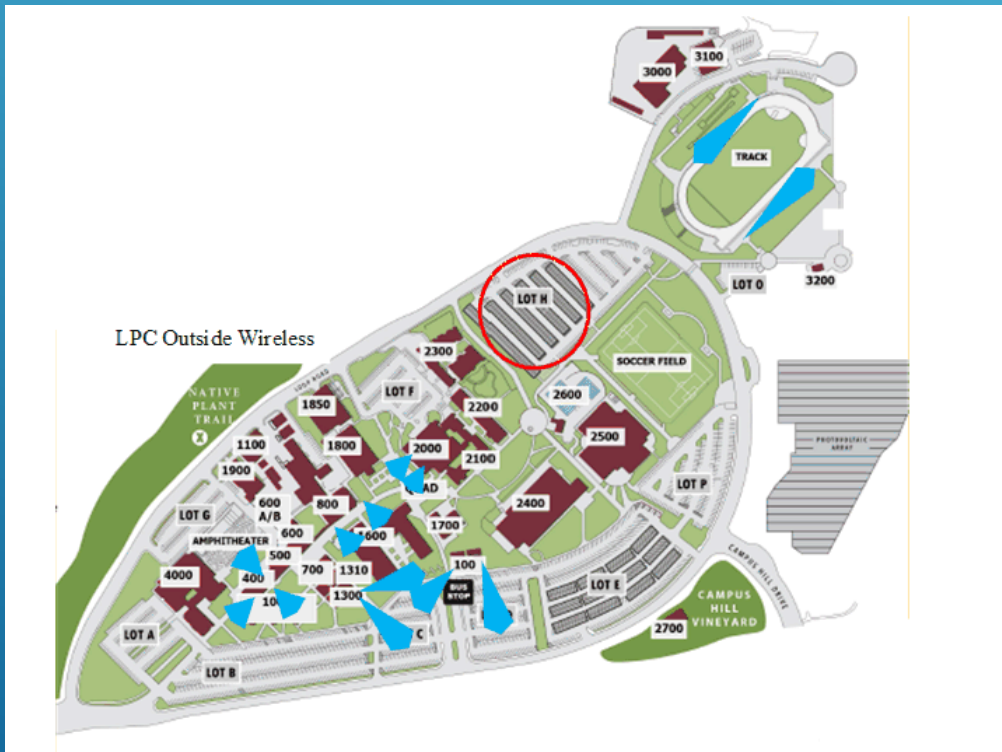 3100
3000
TRACK
LOT O
3200
LOT H
LPC Outside Wireless
SOCCER FIELD
2300
LOOP ROAD
LOT F
NATIVE
PLANT
TRAIL
X
1850
2600
2200
1100
1800
2000
2500
2100
1900
PHOTOVOLTAIC
ARRAY
LOT P
600
A/B
800
2400
LOT G
1700
AMPHITHEATER
600
500
700
1310
100
4000
400
1300
BUS
STOP
LOT E
CAMPUS HILL DRIVE
CAMPUS
HILL
VINEYARD
2700
LOT A
C
LOT B